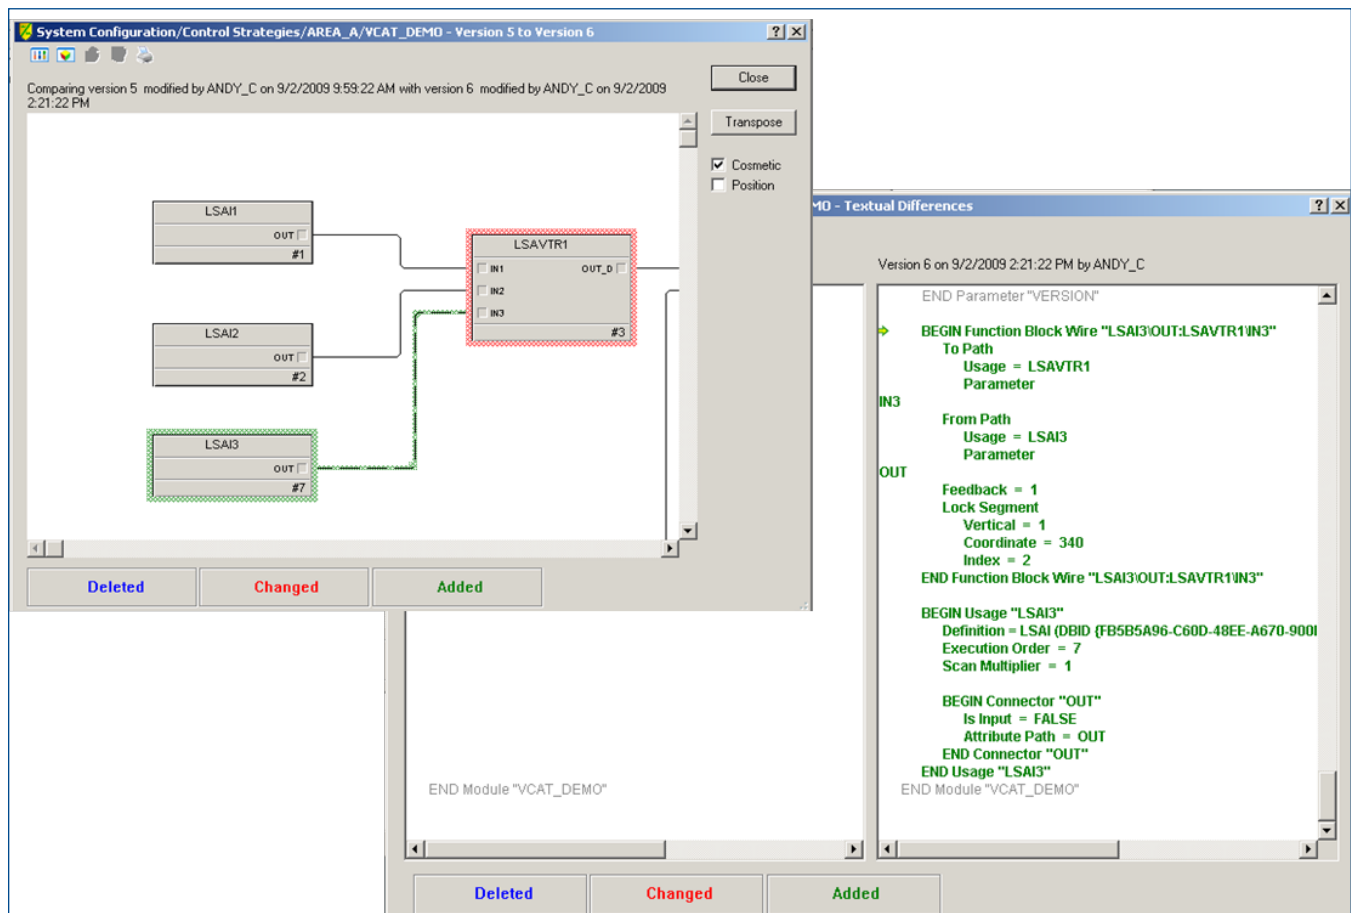 System Configuration/Control Strategies/AREA_A/VCAT_DEMO - Version 5 to Version 6
Comparing version 5 modified by ANDY_C on 9/2/2009 9:59:22 AM with version 6 modified by ANDY_C on 9/2/2009
2:21:22 PM
Close
Transpose
Cosmetic
Position
LSAI1
OUT
#1
LSAI2
OUT
#2
LSAI3
OUT
#7
LSAVTR1
IN1 OUT_D
IN2
IN3
#3
Deleted Changed Added
MO - Textual Differences
Version 6 on 9/2/2009 2:21:22 PM by ANDY_C
END Module "VCAT_DEMO"
END Parameter "VERSION"
BEGIN Function Block Wire "LSAI3\OUT:LSAVTR1\IN3"
To Path
Usage = LSAVTR1
Parameter
IN3
From Path
Usage = LSAI3
Parameter
OUT
Feedback = 1
Lock Segment
Vertical = 1
Coordinate = 340
Index = 2
END Function Block Wire "LSAI3\OUT:LSAVTR1\IN3"
BEGIN Usage "LSAI3"
Definition = LSAI (DBID {FB5B5A96-C60D-48EE-A670-900
Execution Order = 7
Scan Multiplier = 1
BEGIN Connector "OUT"
Is Input = FALSE
Attribute Path = OUT
END Connector "OUT"
END Usage "LSAI3"
END Module "VCAT_DEMO"
Deleted Changed Added